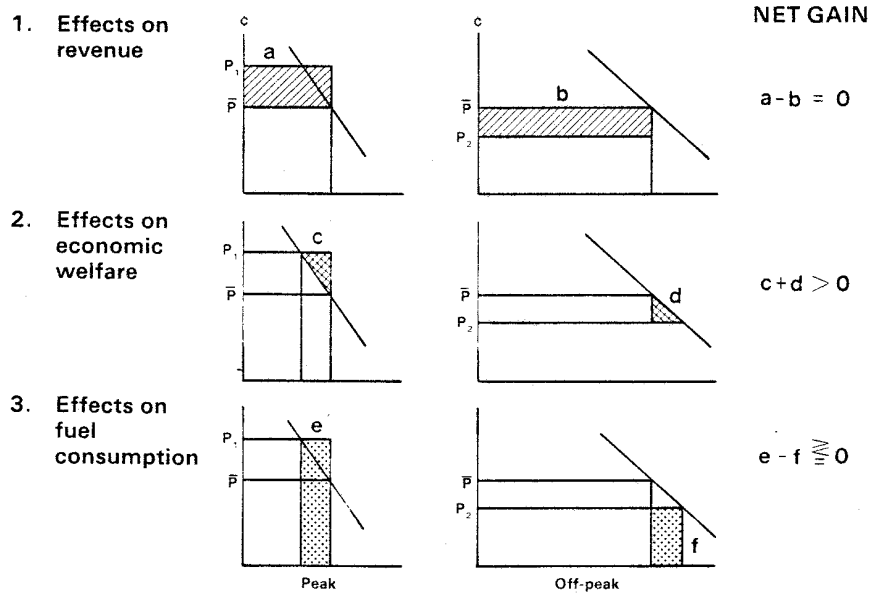 NET GAIN
1. Effects on
revenue
¢
a
P₁
P̅
¢
b
P̅
P₂
a-b = 0
2. Effects on
economic
welfare
c
P₁
P̅
d
P̅
P₂
c+d > 0
3. Effects on
fuel
consumption
e
P₁
P̅
Peak
P̅
P₂
f
Off-peak
e - f ⪌ 0